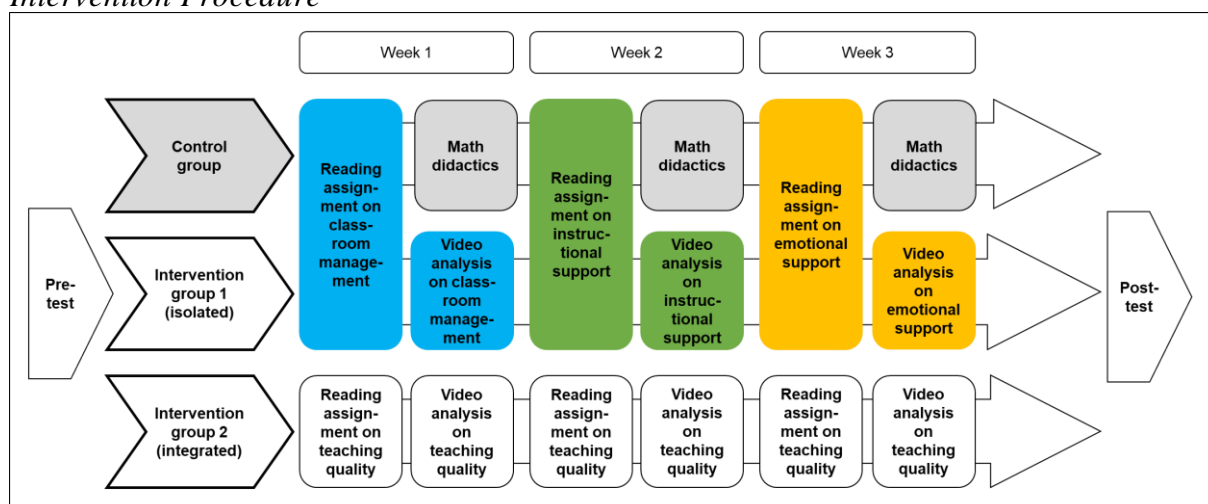 Intervention Procedure
Week 1
Week 2
Week 3
Pre-
test
Control
group
Reading
assign-
ment on
class-
room
manage-
ment
Math
didactics
Reading
assign-
ment on
instruc-
tional
support
Math
didactics
Reading
assign-
ment on
emotional
support
Math
didactics
Intervention
group 1
(isolated)
Video
analysis
on class-
room
manage-
ment
Video
analysis
on
instruc-
tional
support
Video
analysis
on
emotional
support
Intervention
group 2
(integrated)
Reading
assign-
ment on
teaching
quality
Video
analysis
on
teaching
quality
Reading
assign-
ment on
teaching
quality
Video
analysis
on
teaching
quality
Reading
assign-
ment on
teaching
quality
Video
analysis
on
teaching
quality
Post-
test